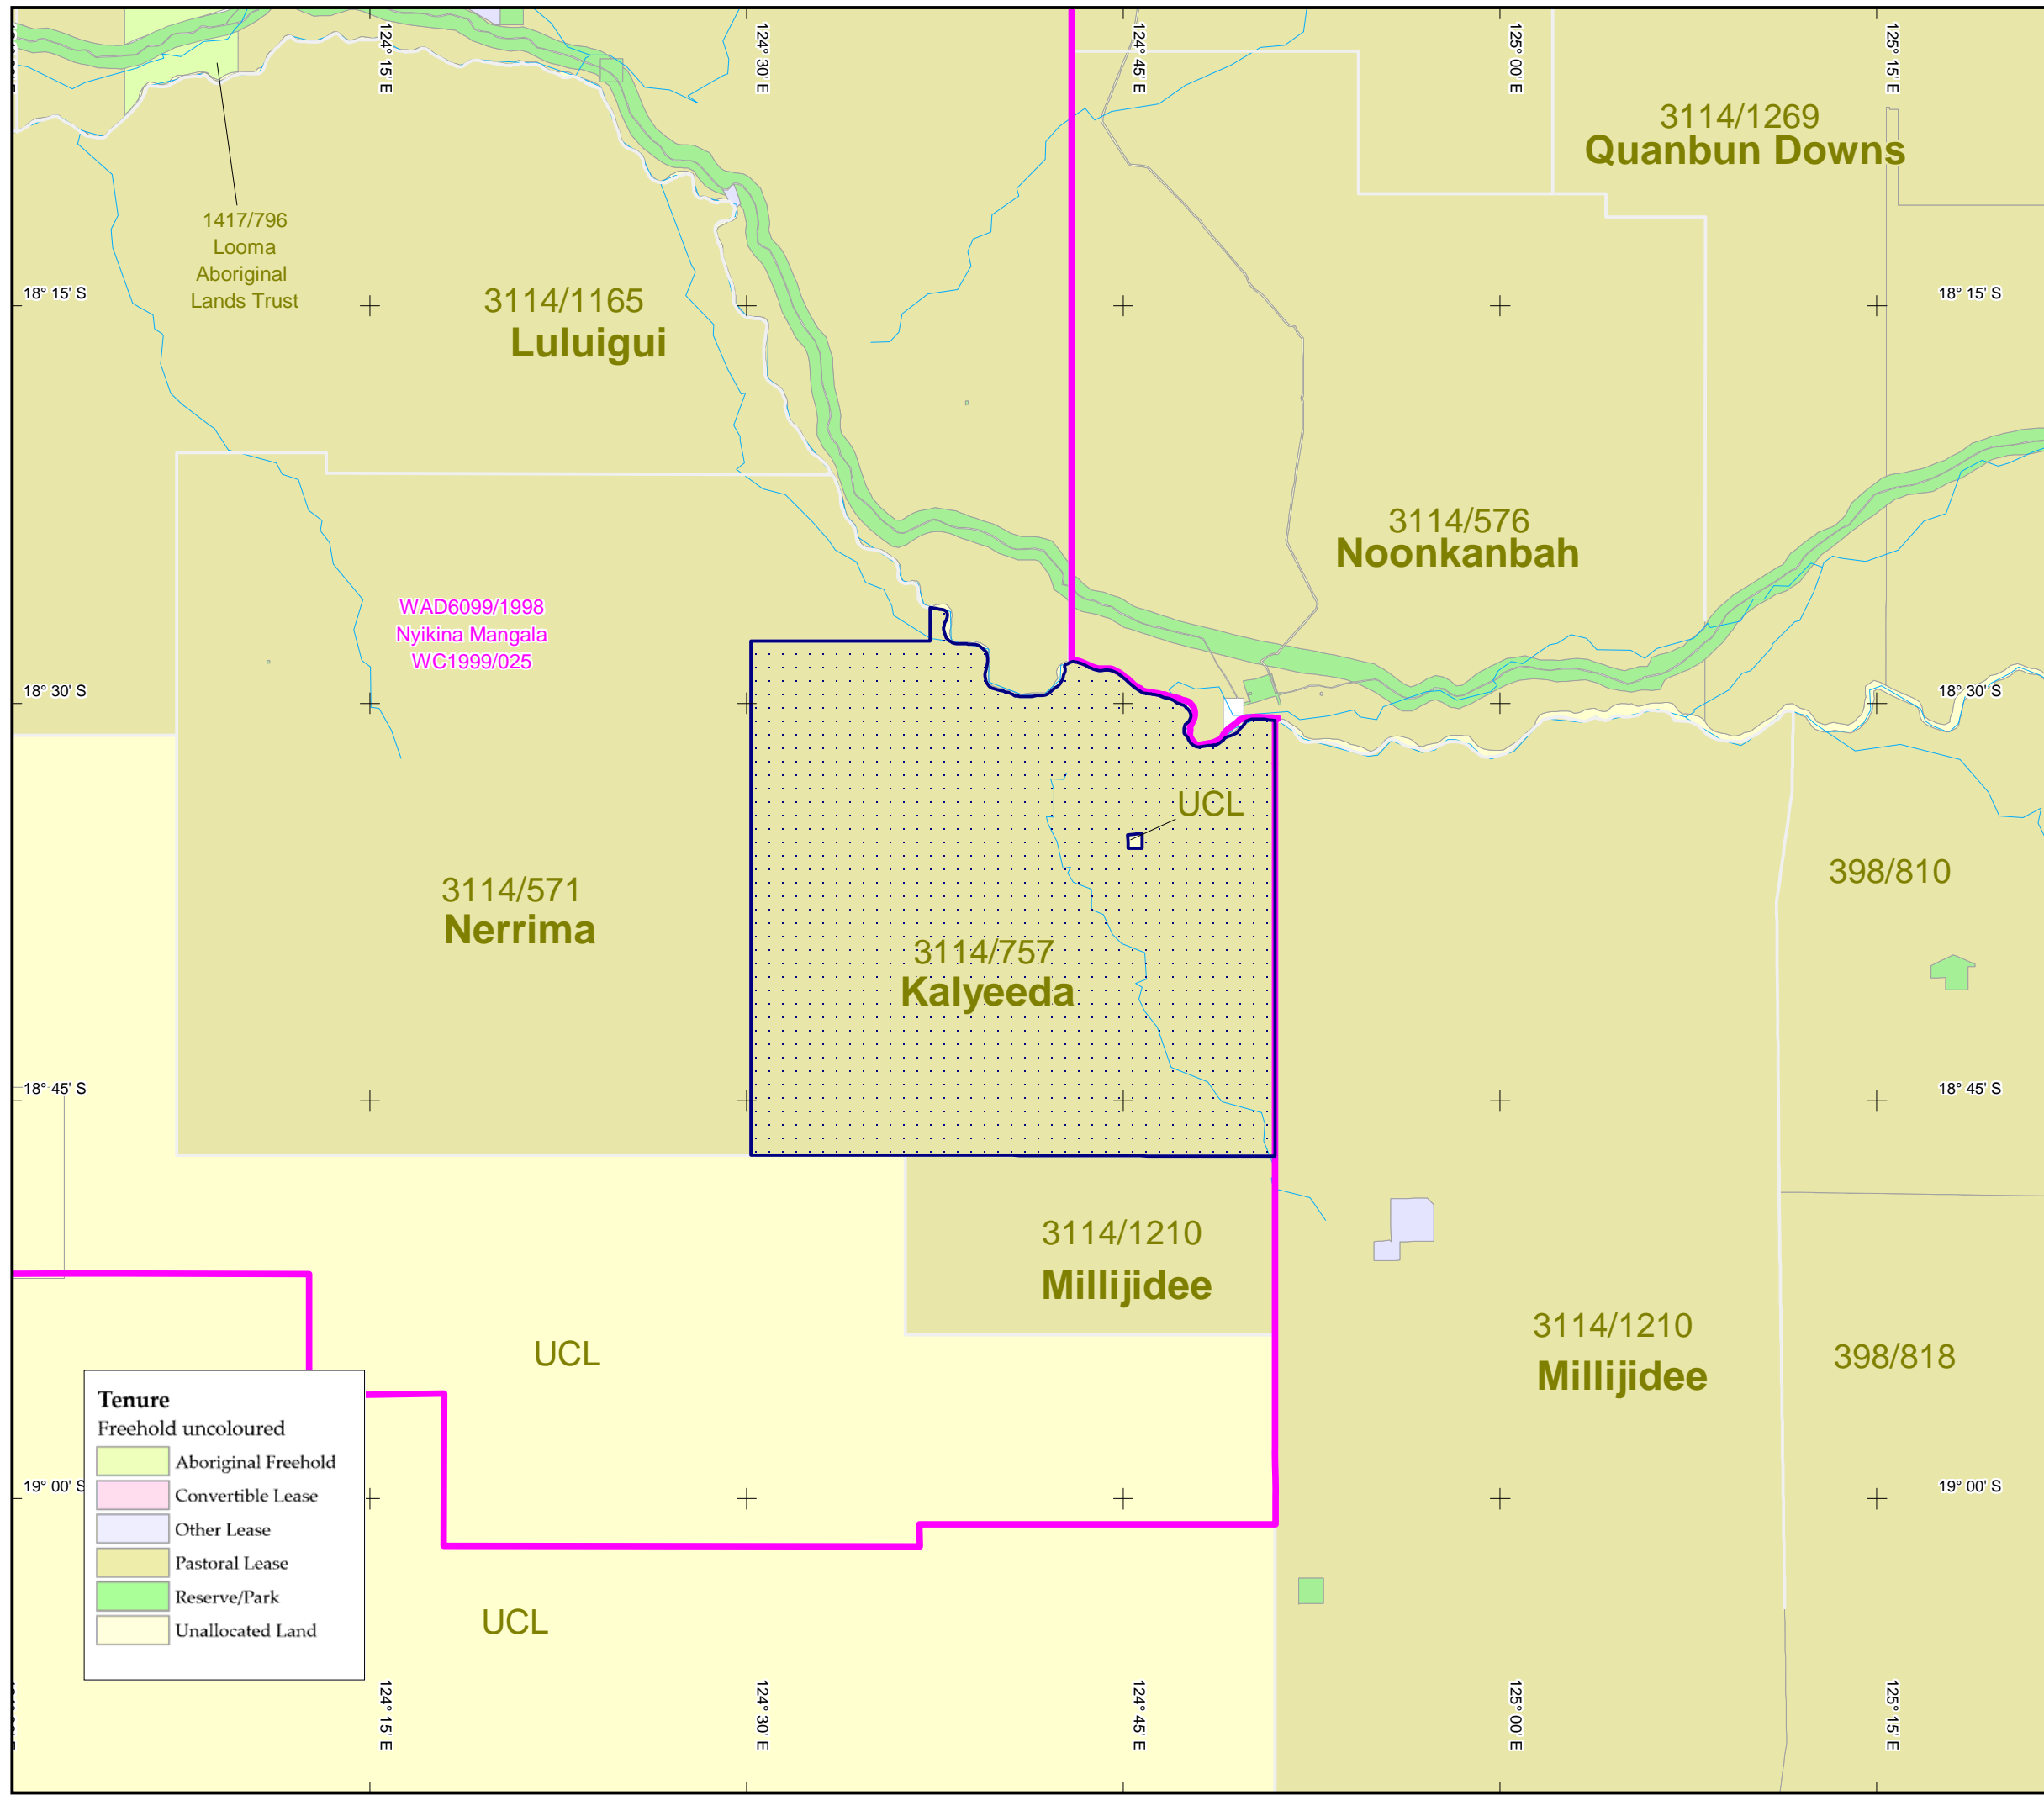 124° 15' E
124° 30' E
124° 45' E
125° 00' E
125° 15' E
3114/1269
Quanbun Downs
1417/796
Looma
Aboriginal
Lands Trust
18° 15' S
3114/1165
Luluigui
18° 15' S
3114/576
Noonkanbah
WAD6099/1998
Nyikina Mangala
WC1999/025
18° 30' S
18° 30' S
UCL
398/810
3114/571
Nerrima
3114/757
Kalyeeda
18° 45' S
18° 45' S
3114/1210
Millijidee
3114/1210
Millijidee
UCL
398/818
Tenure
Freehold uncoloured
Aboriginal Freehold
Convertible Lease
Other Lease
Pastoral Lease
Reserve/Park
Unallocated Land
19° 00' S
19° 00' S
UCL
124° 15' E
124° 30' E
124° 45' E
125° 00' E
125° 15' E